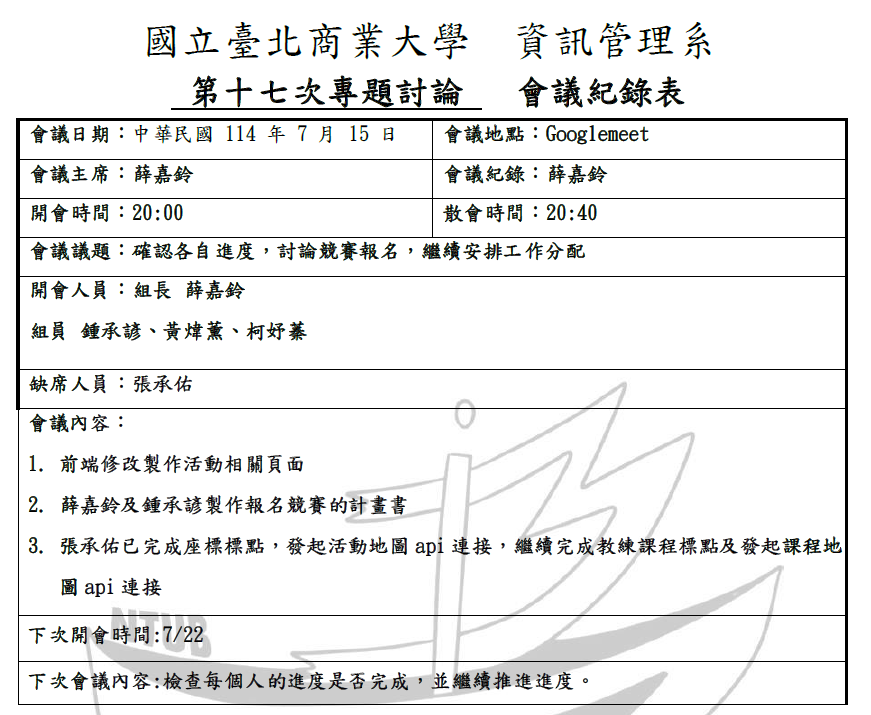 國立臺北商業大學 資訊管理系
第十七次專題討論 會議紀錄表
會議日期：中華民國 114 年 7 月 15 日 會議地點：Googlemeet
會議主席：薛嘉鈴 會議紀錄：薛嘉鈴
開會時間：20:00 散會時間：20:40
會議議題：確認各自進度，討論競賽報名，繼續安排工作分配
開會人員：組長 薛嘉鈴
組員 鍾承諺、黃煒薰、柯妤蓁
缺席人員：張承佑
會議內容：
1. 前端修改製作活動相關頁面
2. 薛嘉鈴及鍾承諺製作報名競賽的計畫書
3. 張承佑已完成座標標點，發起活動地圖 api 連接，繼續完成教練課程標點及發起課程地
圖 api 連接
NTUB
下次開會時間:7/22
下次會議內容:檢查每個人的進度是否完成，並繼續推進進度。